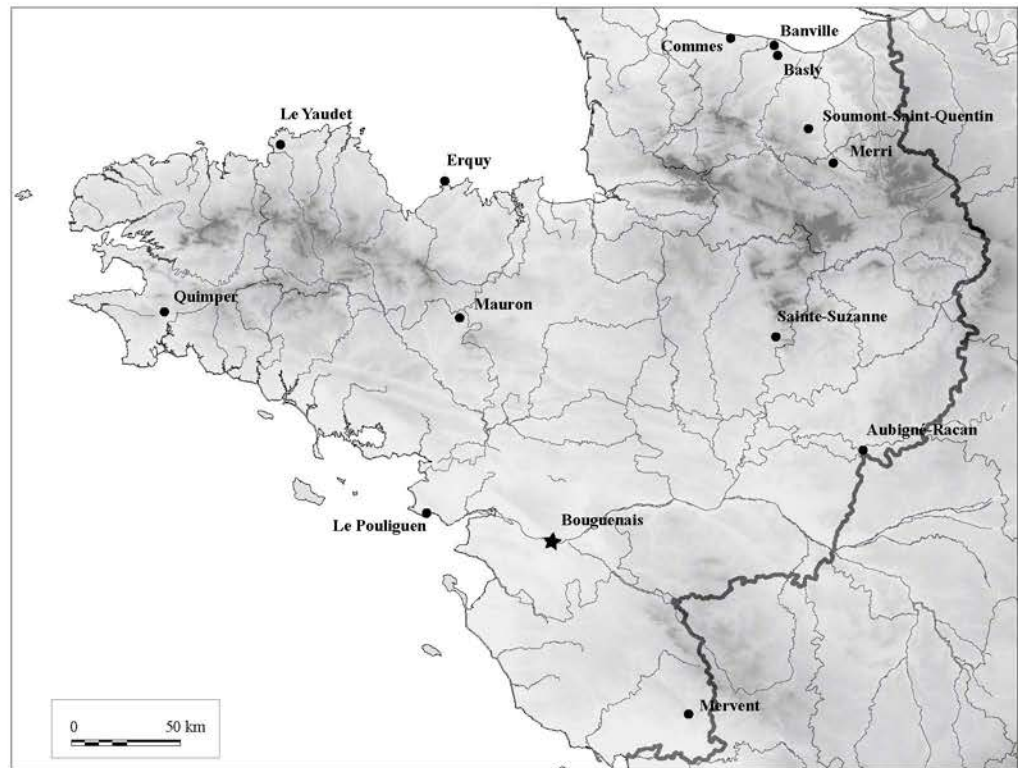 Banville
Commes
Basly
Le Yaudet
Soumont-Saint-Quentin
Merri
Erquy
Quimper
Mauron
Sainte-Suzanne
Aubigné-Racan
Le Pouliguen
Bouguenais
Mervent
0 50 km